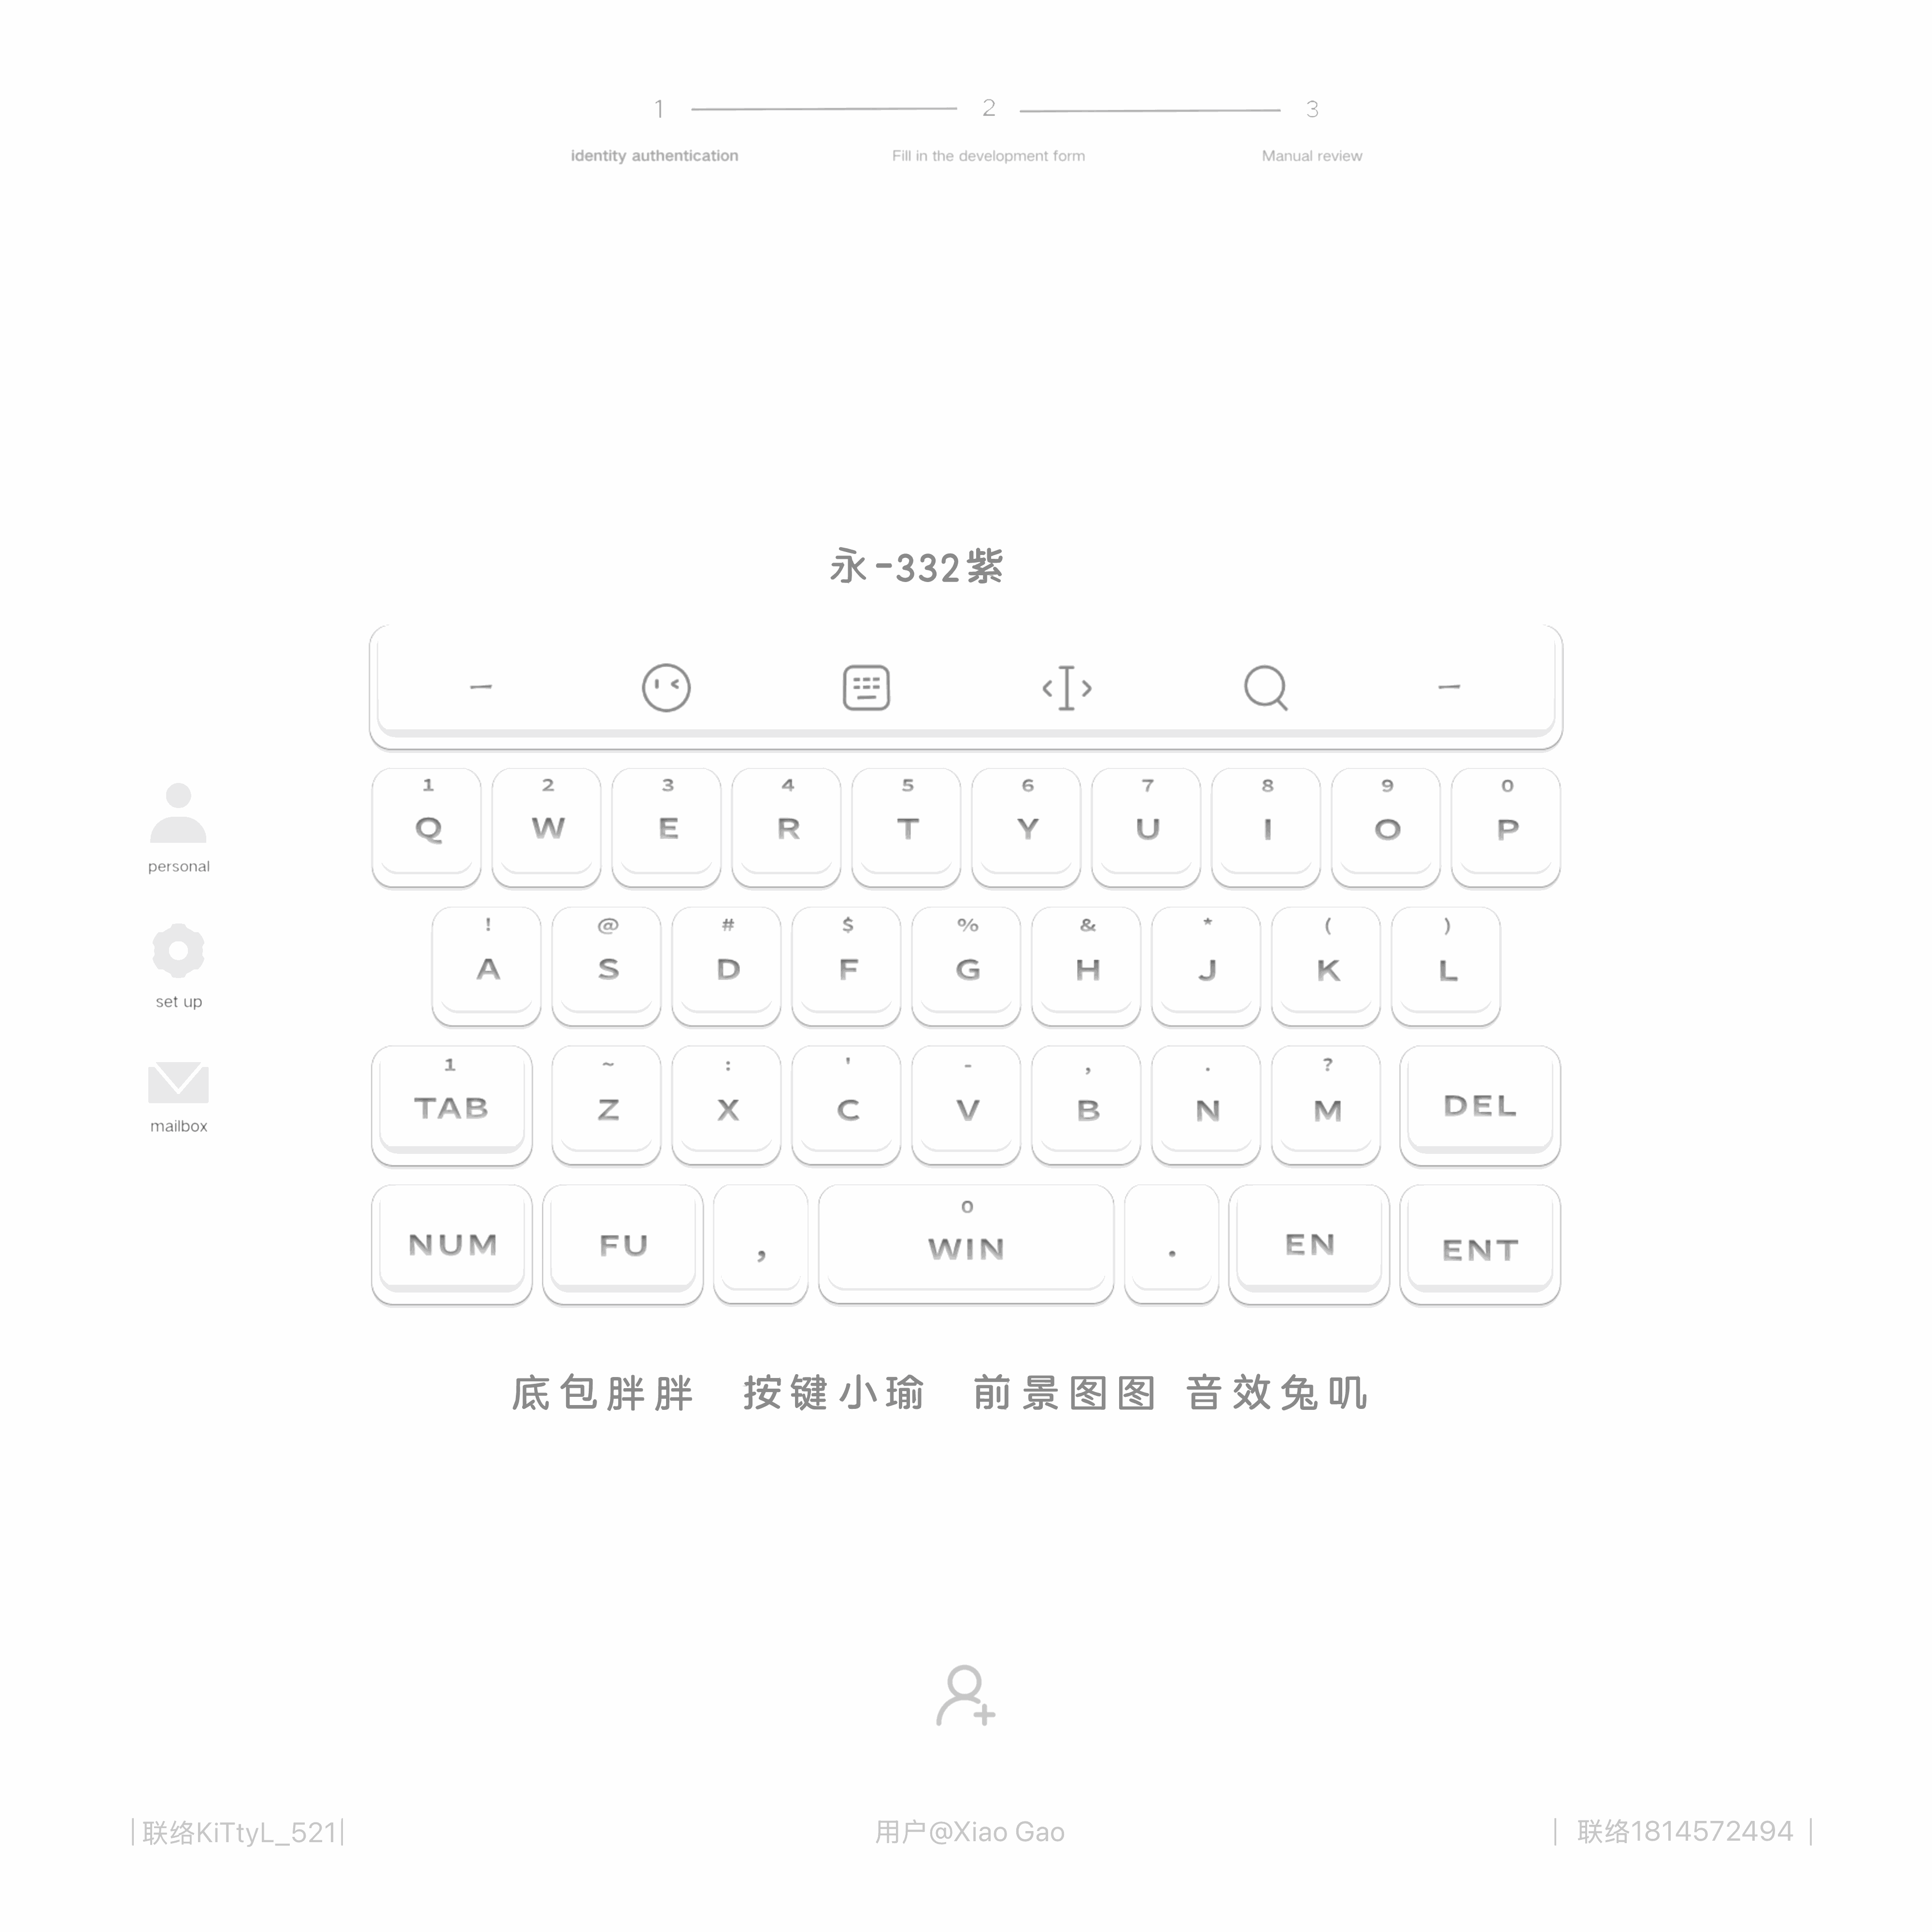 1 2 3
identity authentication Fill in the development form Manual review
永-332紫
1 2 3 4 5 6 7 8 9 0
Q W E R T Y U I O P
personal
! @ # $ % & * ( )
A S D F G H J K L
set up
1 ~ : ' - , . ?
TAB Z X C V B N M DEL
mailbox
0
NUM FU , WIN . EN ENT
底包胖胖 按键小瑜 前景图图 音效兔叽
|联络KiTtyL_521| 用户@Xiao Gao | 联络1814572494 |